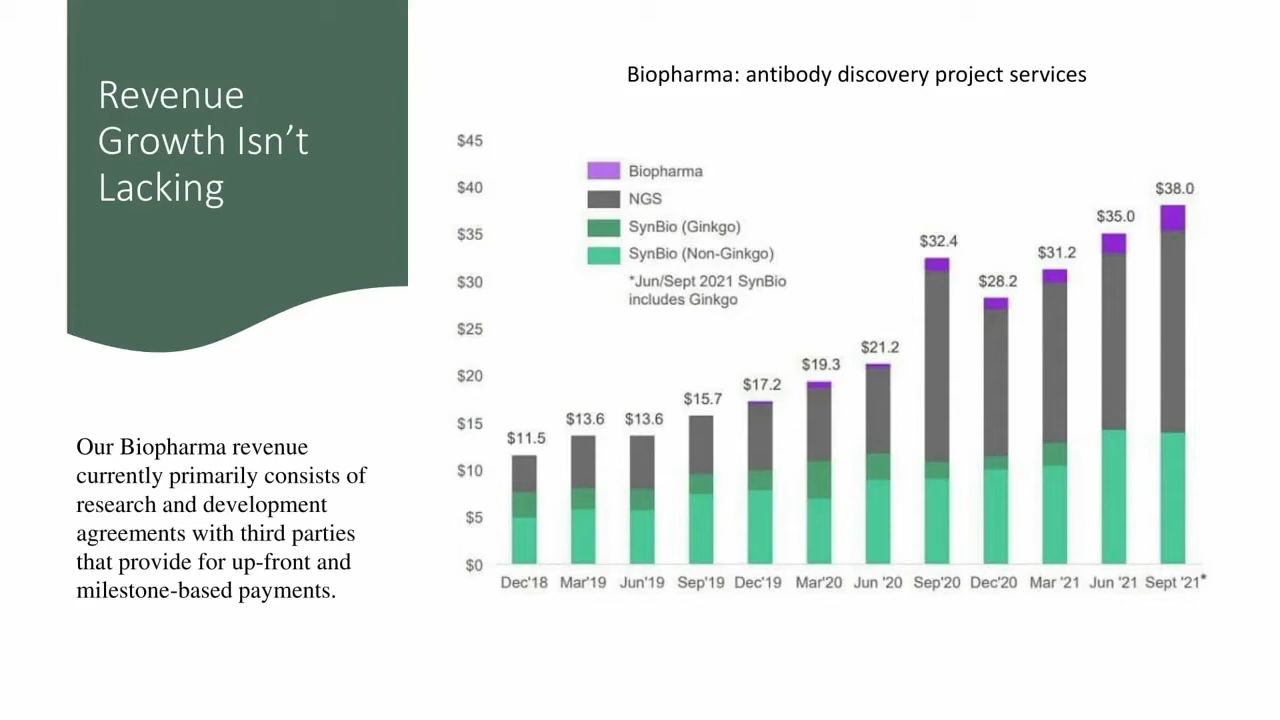 Revenue
Growth Isn’t
Lacking
Our Biopharma revenue
currently primarily consists of
research and development
agreements with third parties
that provide for up-front and
milestone-based payments.
Biopharma: antibody discovery project services
$45
$40
$35
$30
$25
$20
$15
$10
$5
$0
Biopharma
NGS
SynBio (Ginkgo)
SynBio (Non-Ginkgo)
*Jun/Sept 2021 SynBio
includes Ginkgo
$11.5
$13.6
$13.6
$15.7
$17.2
$19.3
$21.2
$32.4
$28.2
$31.2
$35.0
$38.0
Dec'18 Mar'19 Jun'19 Sep'19 Dec'19 Mar'20 Jun '20 Sep'20 Dec'20 Mar '21 Jun '21 Sept '21*